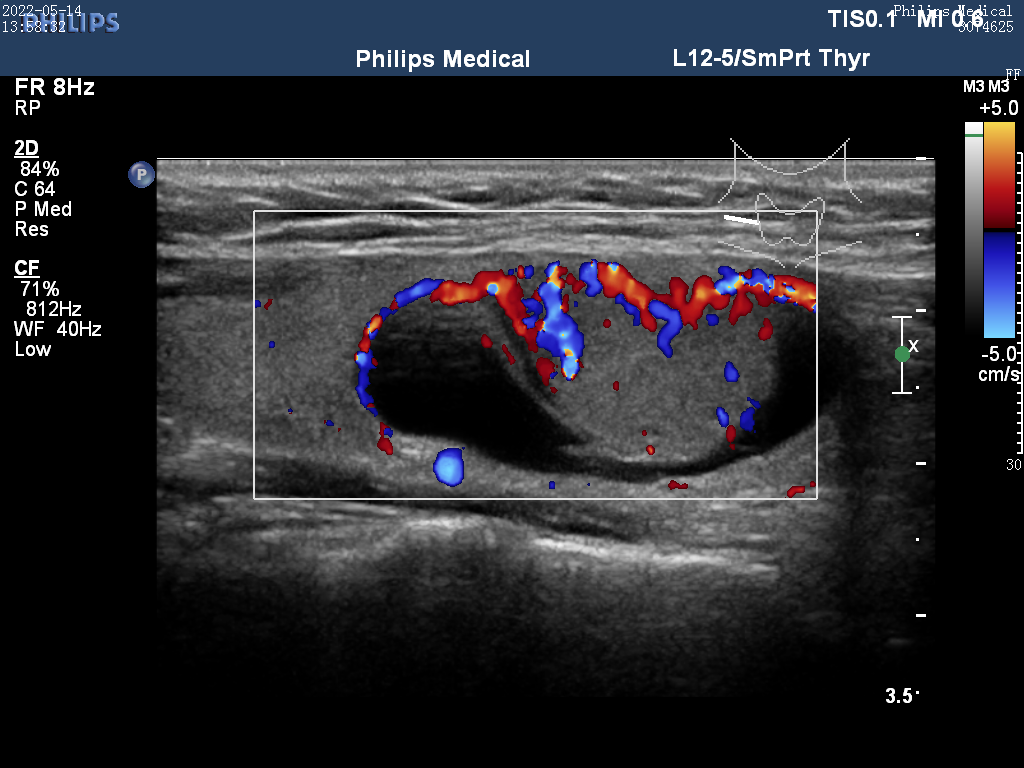 2022-05-14
13:58:32
PHILIPS
TIS0.1 MI 0.6
Philips Medical
Philips Medical
L12-5/SmPrt Thyr
FF
FR 8Hz
RP
M3 M3
+5.0
2D
84%
C 64
P Med
Res
P
CF
71%
812Hz
WF 40Hz
Low
x
-5.0
cm/s
30
3.5